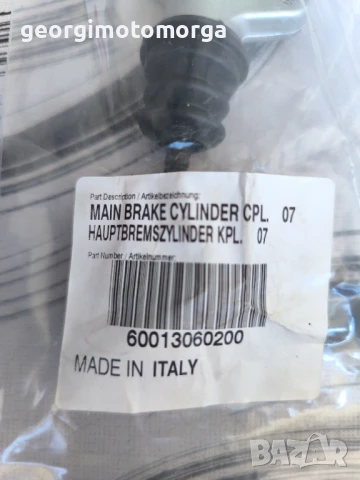 georgimotomorga
Part Description / Artikelbezeichnung:
MAIN BRAKE CYLINDER CPL. 07
HAUPTBREMSZYLINDER KPL. 07
Part Number / Artikelnummer:
60013060200
MADE IN ITALY
BAZAR